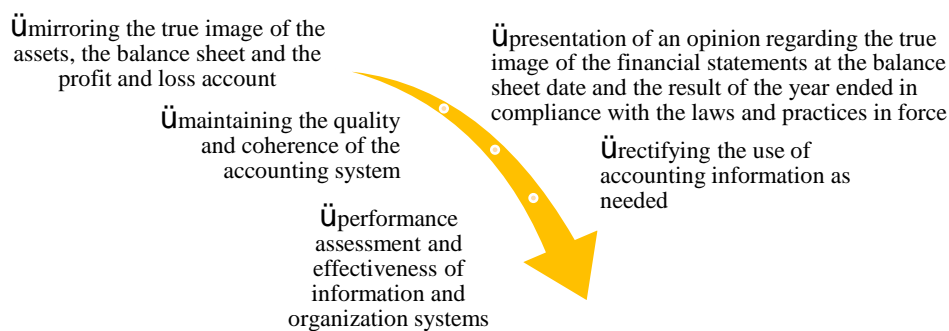 Ümirroring the true image of the
assets, the balance sheet and the
profit and loss account
Üpresentation of an opinion regarding the true
image of the financial statements at the balance
sheet date and the result of the year ended in
compliance with the laws and practices in force
Ümaintaining the quality
and coherence of the
accounting system
Ürectifying the use of
accounting information as
needed
Üperformance
assessment and
effectiveness of
information and
organization systems